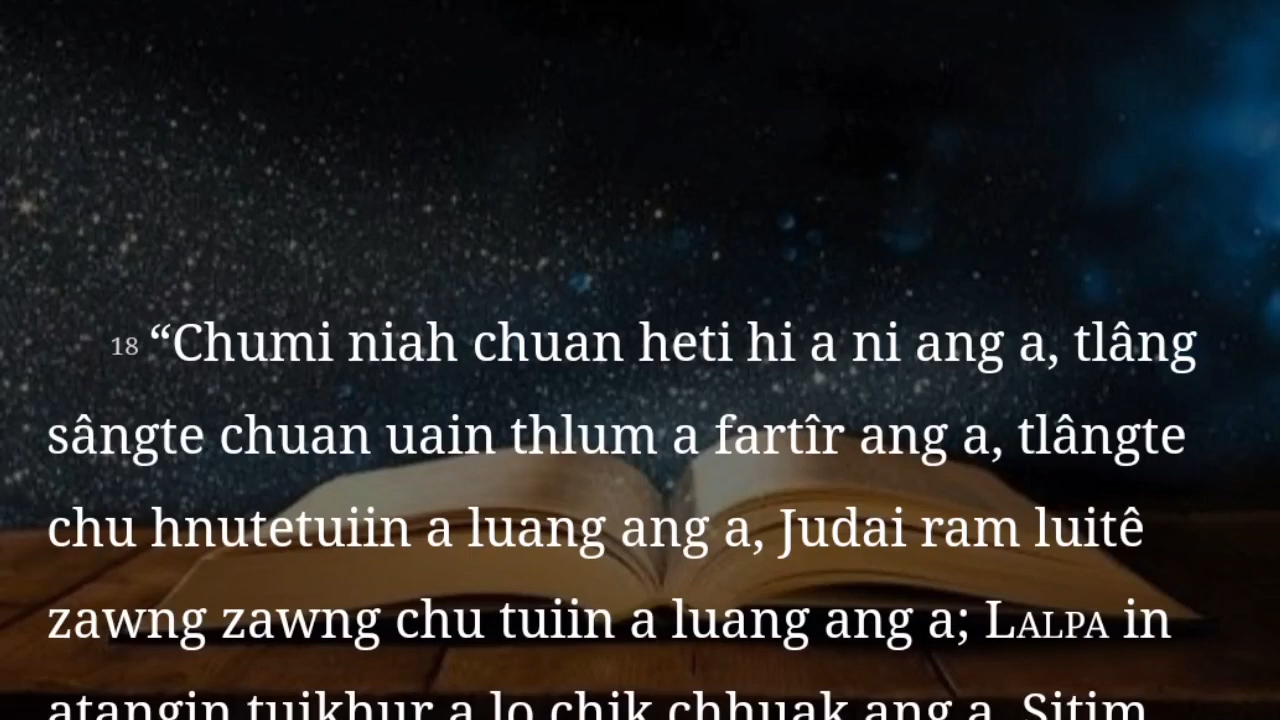 18 “Chumi niah chuan heti hi a ni ang a, tlâng
sângte chuan uain thlum a fartîr ang a, tlângte
chu hnutetuiin a luang ang a, Judai ram luitê
zawng zawng chu tuiin a luang ang a; LALPA in
atangin tuikhur a lo chik chhuak ang a, Sitim